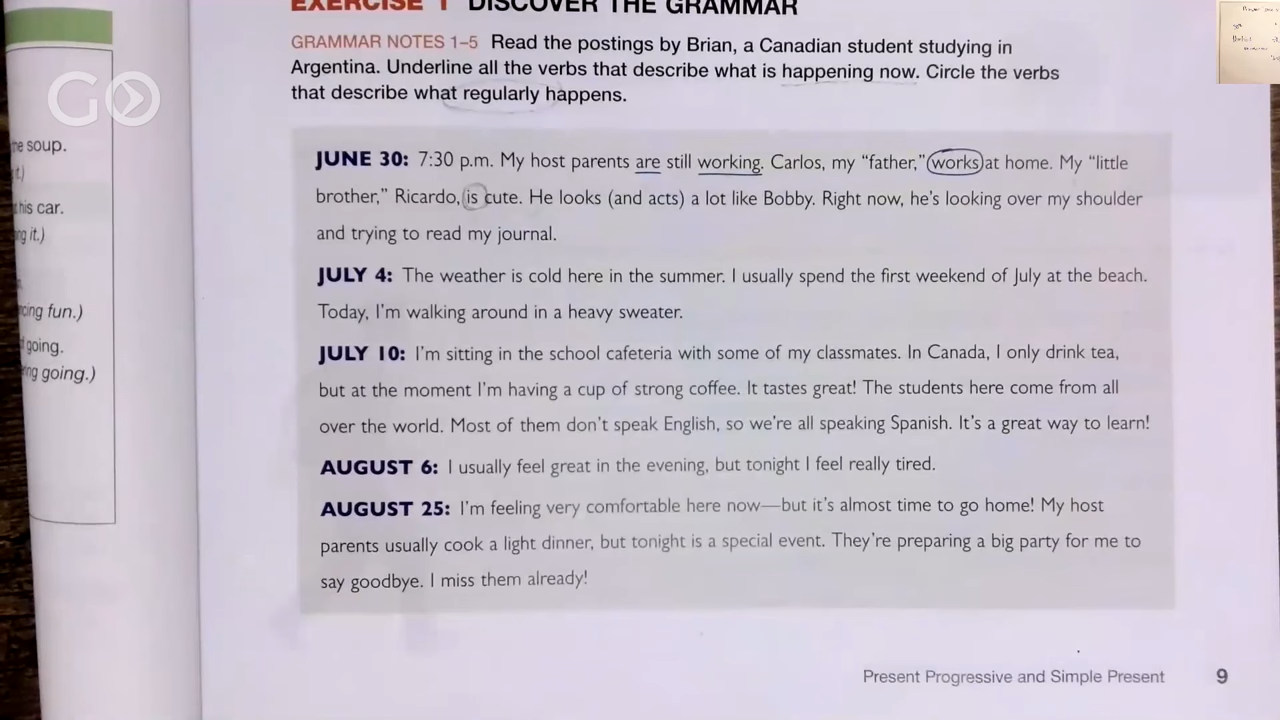 EXERCISE 1 DISCOVER THE GRAMMAR
GRAMMAR NOTES 1–5 Read the postings by Brian, a Canadian student studying in
Argentina. Underline all the verbs that describe what is happening now. Circle the verbs
that describe what regularly happens.
GO
soup.
his car.
it.)
fun.)
going.
going.)
JUNE 30: 7:30 p.m. My host parents are still working. Carlos, my “father,” works at home. My “little
brother,” Ricardo, is cute. He looks (and acts) a lot like Bobby. Right now, he’s looking over my shoulder
and trying to read my journal.
JULY 4: The weather is cold here in the summer. I usually spend the first weekend of July at the beach.
Today, I’m walking around in a heavy sweater.
JULY 10: I’m sitting in the school cafeteria with some of my classmates. In Canada, I only drink tea,
but at the moment I’m having a cup of strong coffee. It tastes great! The students here come from all
over the world. Most of them don’t speak English, so we’re all speaking Spanish. It’s a great way to learn!
AUGUST 6: I usually feel great in the evening, but tonight I feel really tired.
AUGUST 25: I’m feeling very comfortable here now—but it’s almost time to go home! My host
parents usually cook a light dinner, but tonight is a special event. They’re preparing a big party for me to
say goodbye. I miss them already!
Present Progressive and Simple Present 9